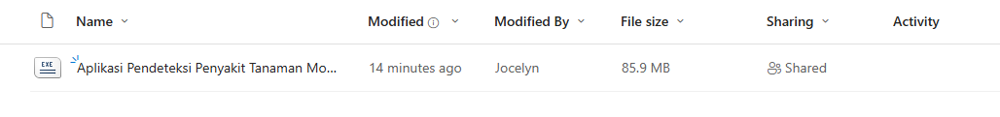 Name Modified Modified By File size Sharing Activity
EXE Aplikasi Pendeteksi Penyakit Tanaman Mo... 14 minutes ago Jocelyn 85.9 MB Shared